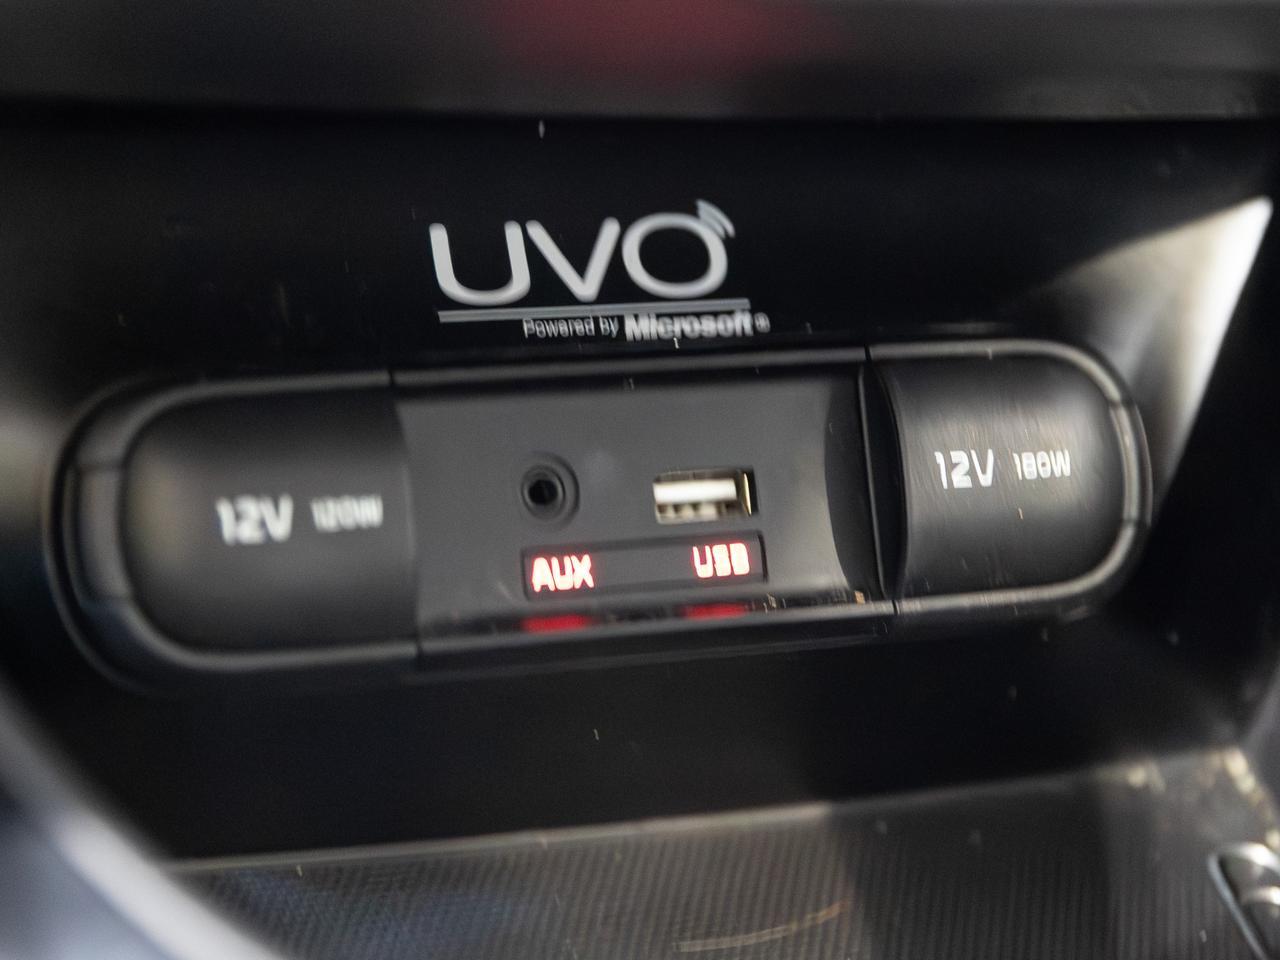 UVO
Powered by Microsoft®
12V 120W
12V 180W
AUX USB